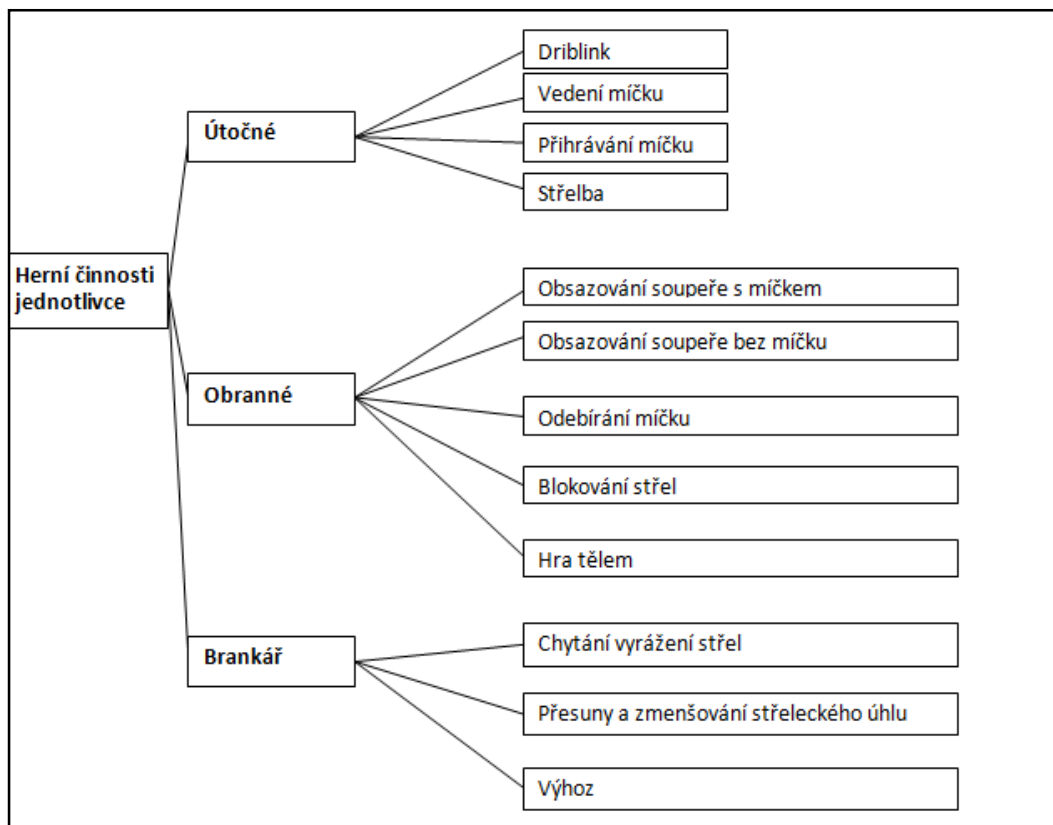 Herní činnosti
jednotlivce
Útočné
Driblink
Vedení míčku
Přihrávání míčku
Střelba
Obranné
Obsazování soupeře s míčkem
Obsazování soupeře bez míčku
Odebírání míčku
Blokování střel
Hra tělem
Brankář
Chytání vyrážení střel
Přesuny a zmenšování střeleckého úhlu
Výhoz